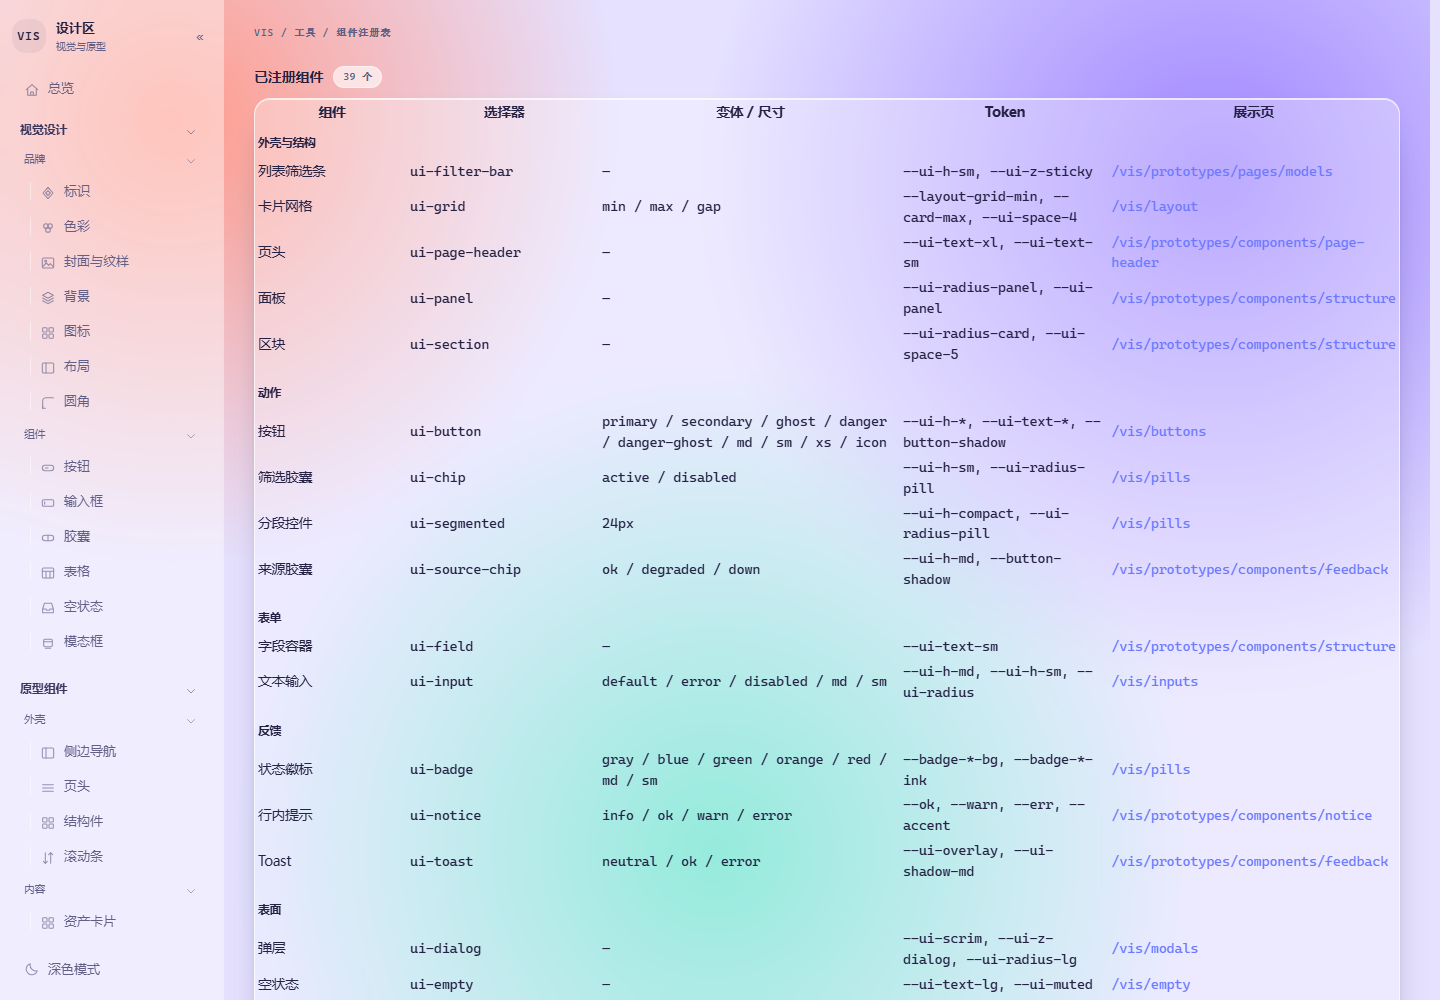 VIS
设计区
视觉与原型
«
总览
视觉设计
品牌
标识
色彩
封面与纹样
背景
图标
布局
圆角
组件
按钮
输入框
胶囊
表格
空状态
模态框
原型组件
外壳
侧边导航
页头
结构件
滚动条
内容
资产卡片
深色模式
VIS / 工具 / 组件注册表
已注册组件 39 个
组件 选择器 变体 / 尺寸 Token 展示页
外壳与结构
列表筛选条 ui-filter-bar — --ui-h-sm, --ui-z-sticky /vis/prototypes/pages/models
卡片网格 ui-grid min / max / gap --layout-grid-min, --
card-max, --ui-space-4 /vis/layout
页头 ui-page-header — --ui-text-xl, --ui-text-
sm /vis/prototypes/components/page-
header
面板 ui-panel — --ui-radius-panel, --ui-
panel /vis/prototypes/components/structure
区块 ui-section — --ui-radius-card, --ui-
space-5 /vis/prototypes/components/structure
动作
按钮 ui-button primary / secondary / ghost / danger
/ danger-ghost / md / sm / xs / icon --ui-h-*, --ui-text-*, --
button-shadow /vis/buttons
筛选胶囊 ui-chip active / disabled --ui-h-sm, --ui-radius-
pill /vis/pills
分段控件 ui-segmented 24px --ui-h-compact, --ui-
radius-pill /vis/pills
来源胶囊 ui-source-chip ok / degraded / down --ui-h-md, --button-
shadow /vis/prototypes/components/feedback
表单
字段容器 ui-field — --ui-text-sm /vis/prototypes/components/structure
文本输入 ui-input default / error / disabled / md / sm --ui-h-md, --ui-h-sm, --
ui-radius /vis/inputs
反馈
状态徽标 ui-badge gray / blue / green / orange / red /
md / sm --badge-*-bg, --badge-*-
ink /vis/pills
行内提示 ui-notice info / ok / warn / error --ok, --warn, --err, --
accent /vis/prototypes/components/notice
Toast ui-toast neutral / ok / error --ui-overlay, --ui-
shadow-md /vis/prototypes/components/feedback
表面
弹层 ui-dialog — --ui-scrim, --ui-z-
dialog, --ui-radius-lg /vis/modals
空状态 ui-empty — --ui-text-lg, --ui-muted /vis/empty